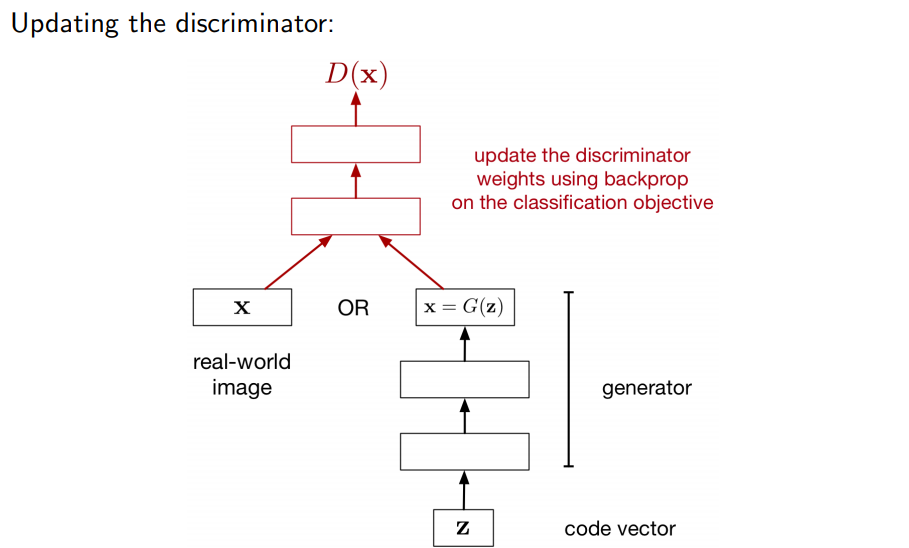 Updating the discriminator:
D(x)
update the discriminator
weights using backprop
on the classification objective
x
OR
x = G(z)
real-world
image
generator
z
code vector